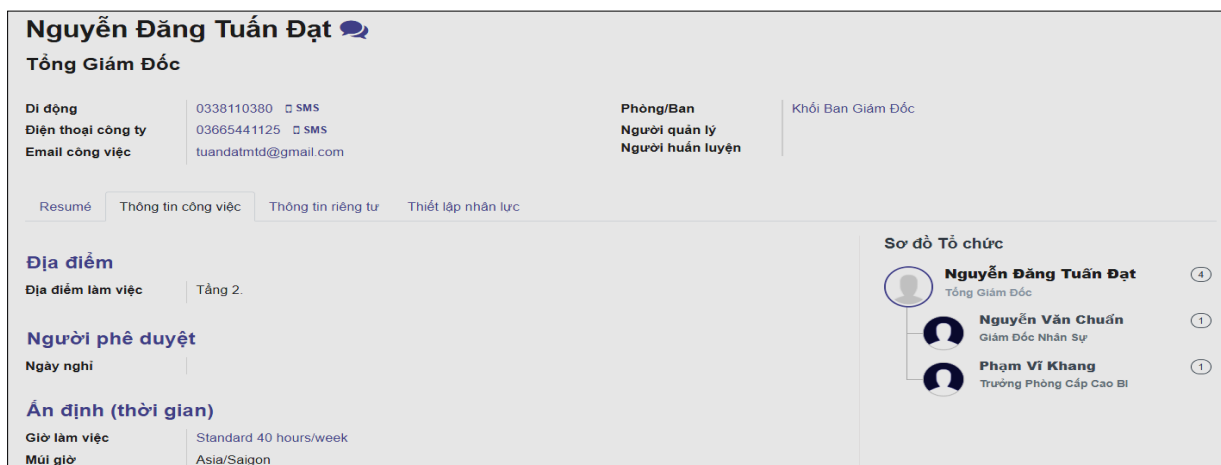 Nguyễn Đăng Tuấn Đạt
Tổng Giám Đốc
Di động 0338110380 SMS
Điện thoại công ty 03665441125 SMS
Email công việc tuandatmtd@gmail.com
Phòng/Ban Khối Ban Giám Đốc
Người quản lý
Người huấn luyện
Resumé Thông tin công việc Thông tin riêng tư Thiết lập nhân lực
Địa điểm
Địa điểm làm việc Tầng 2.
Người phê duyệt
Ngày nghỉ
Ấn định (thời gian)
Giờ làm việc Standard 40 hours/week
Múi giờ Asia/Saigon
Sơ đồ Tổ chức
Nguyễn Đăng Tuấn Đạt 4
Tổng Giám Đốc
Nguyễn Văn Chuẩn 1
Giám Đốc Nhân Sự
Phạm Vĩ Khang 1
Trưởng Phòng Cấp Cao BI